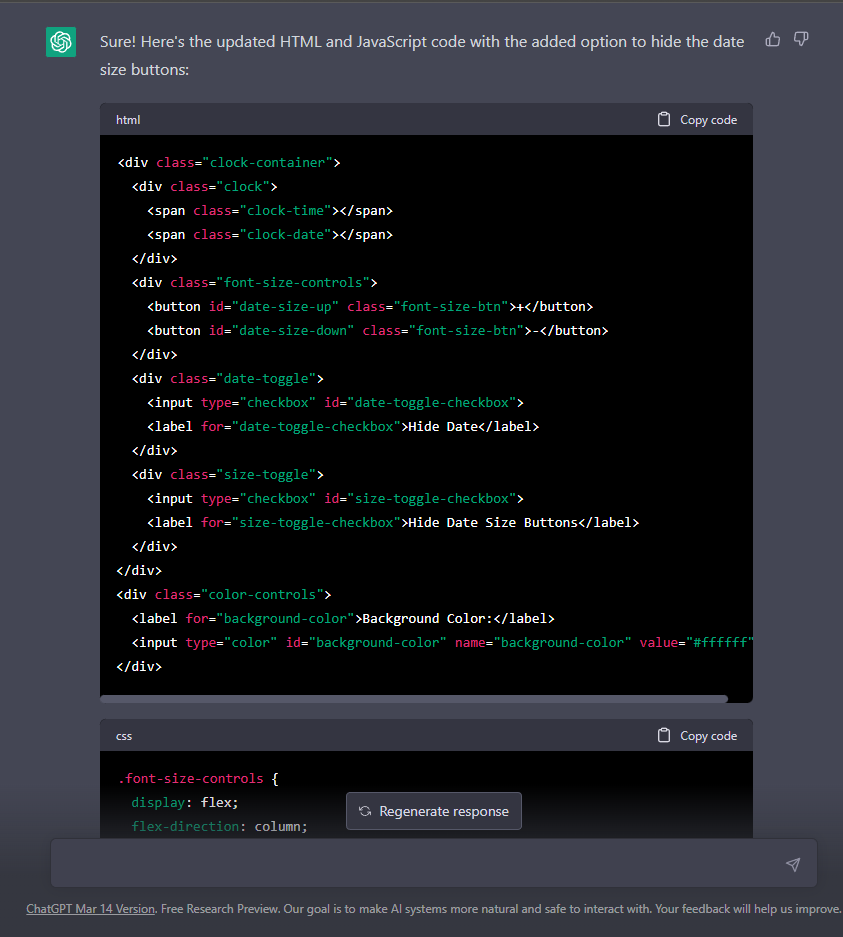 Sure! Here's the updated HTML and JavaScript code with the added option to hide the date
size buttons:
html
Copy code
<div class="clock-container">
  <div class="clock">
    <span class="clock-time"></span>
    <span class="clock-date"></span>
  </div>
  <div class="font-size-controls">
    <button id="date-size-up" class="font-size-btn">+</button>
    <button id="date-size-down" class="font-size-btn">-</button>
  </div>
  <div class="date-toggle">
    <input type="checkbox" id="date-toggle-checkbox">
    <label for="date-toggle-checkbox">Hide Date</label>
  </div>
  <div class="size-toggle">
    <input type="checkbox" id="size-toggle-checkbox">
    <label for="size-toggle-checkbox">Hide Date Size Buttons</label>
  </div>
</div>
<div class="color-controls">
  <label for="background-color">Background Color:</label>
  <input type="color" id="background-color" name="background-color" value="#ffffff"
</div>
css
Copy code
.font-size-controls {
  display: flex;
  flex-direction: column;
Regenerate response
ChatGPT Mar 14 Version. Free Research Preview. Our goal is to make AI systems more natural and safe to interact with. Your feedback will help us improve.